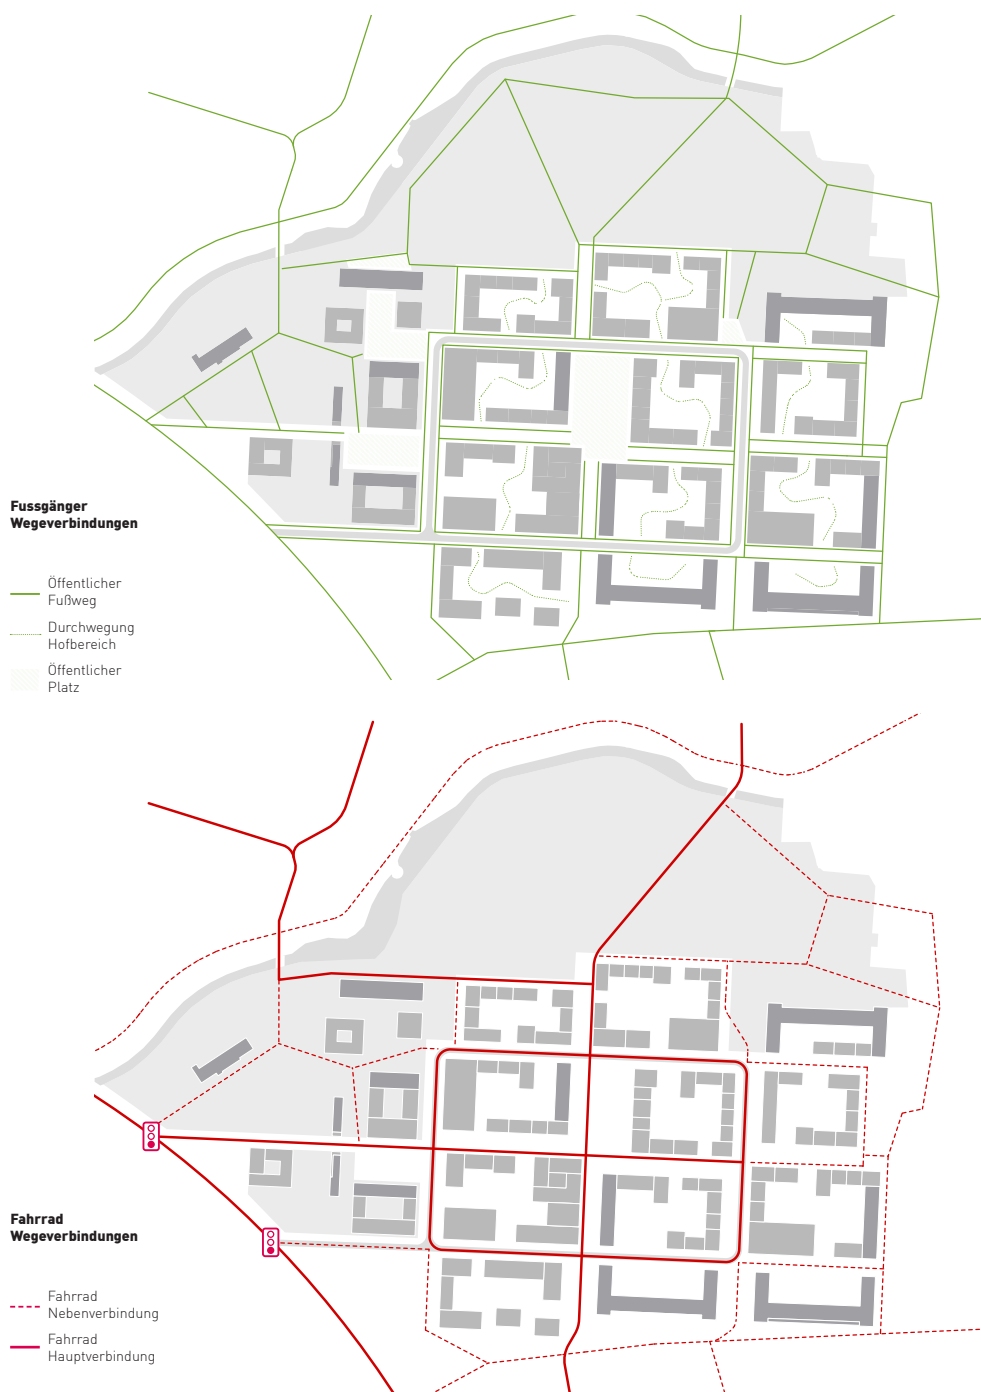 Fussgänger
Wegeverbindungen
Öffentlicher
Fußweg
Durchwegung
Hofbereich
Öffentlicher
Platz
Fahrrad
Wegeverbindungen
Fahrrad
Nebenverbindung
Fahrrad
Hauptverbindung